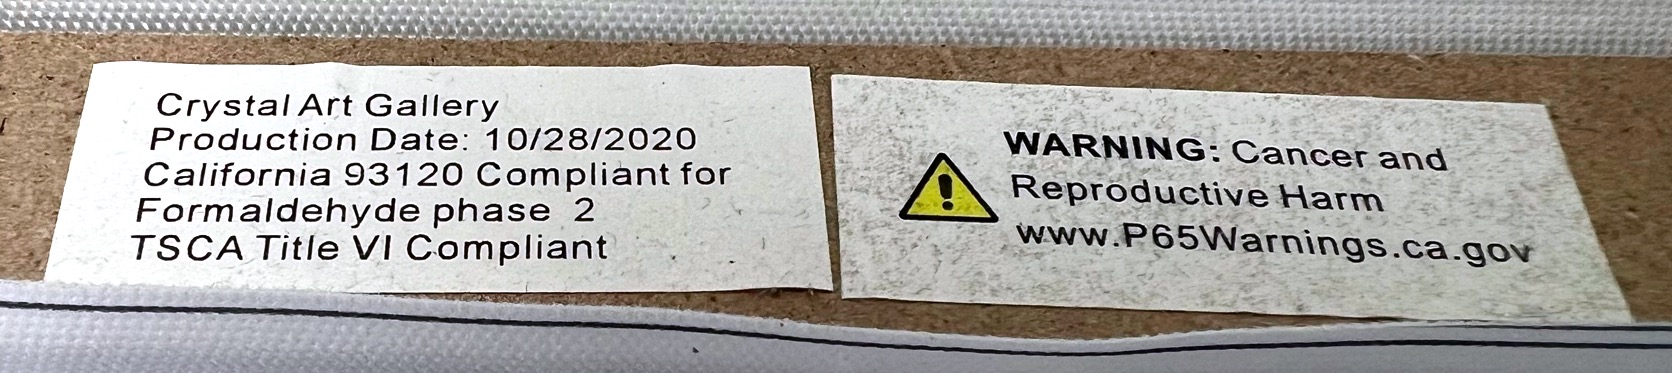 Crystal Art Gallery
Production Date: 10/28/2020
California 93120 Compliant for
Formaldehyde phase 2
TSCA Title VI Compliant
WARNING: Cancer and
Reproductive Harm
www.P65Warnings.ca.gov